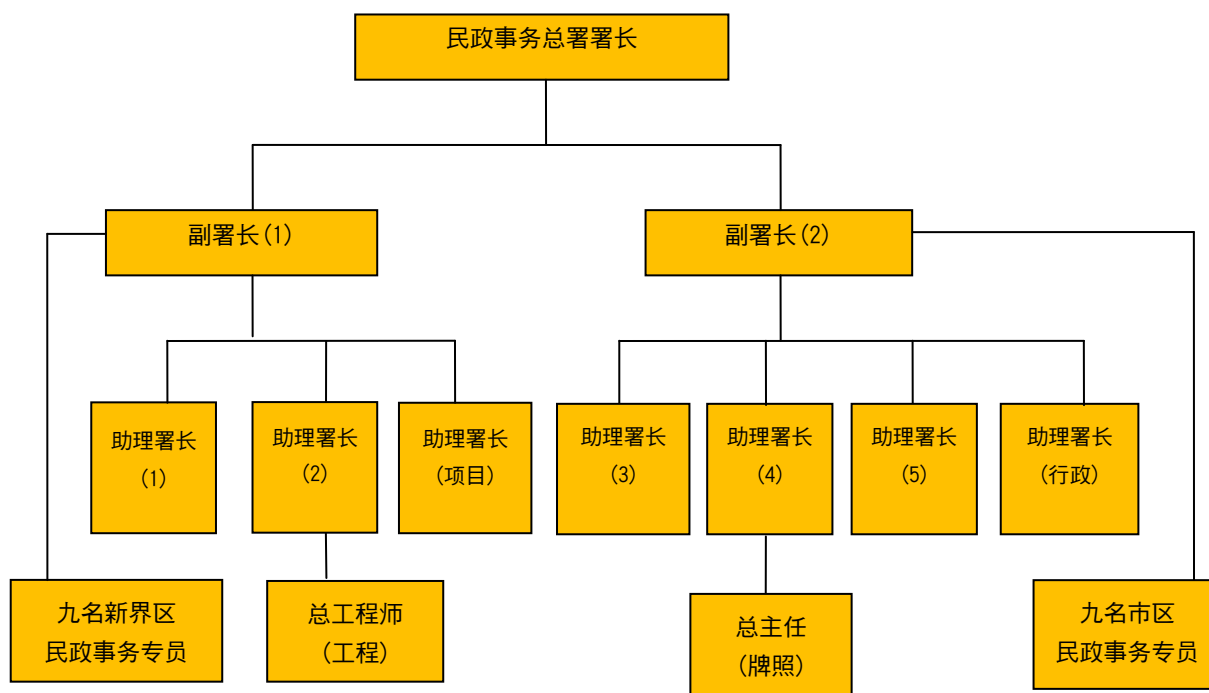 民政事务总署署长
副署长(1)
副署长(2)
助理署长
(1)
助理署长
(2)
助理署长
(项目)
助理署长
(3)
助理署长
(4)
助理署长
(5)
助理署长
(行政)
九名新界区
民政事务专员
总工程师
(工程)
总主任
(牌照)
九名市区
民政事务专员